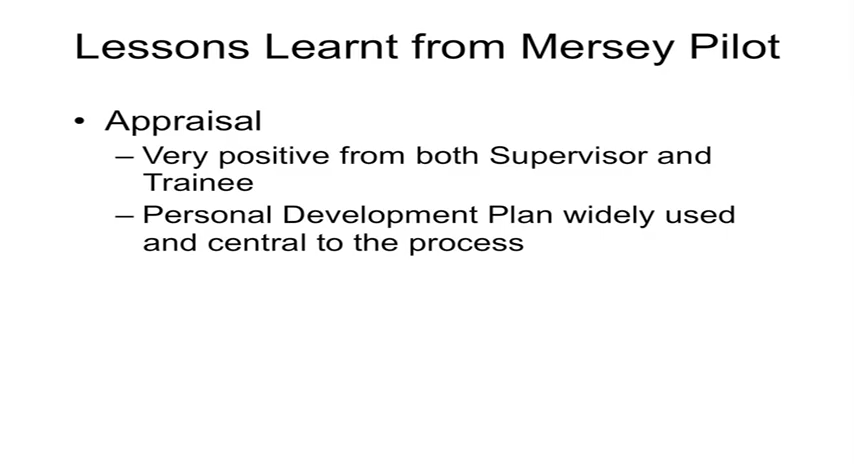 Lessons Learnt from Mersey Pilot
• Appraisal
– Very positive from both Supervisor and
Trainee
– Personal Development Plan widely used
and central to the process